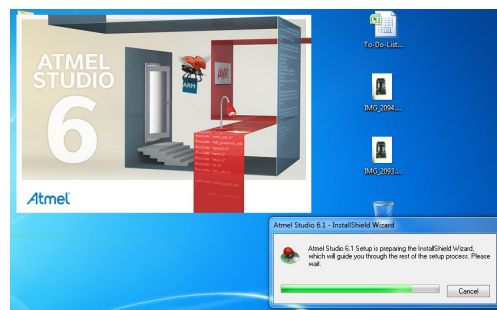 ATMEL
STUDIO
6
ARM
AVR
Atmel
To-Do-List...
IMG_2094....
IMG_2093....
Atmel Studio 6.1 - InstallShield Wizard
Atmel Studio 6.1 Setup is preparing the InstallShield Wizard,
which will guide you through the rest of the setup process. Please
wait.
Cancel